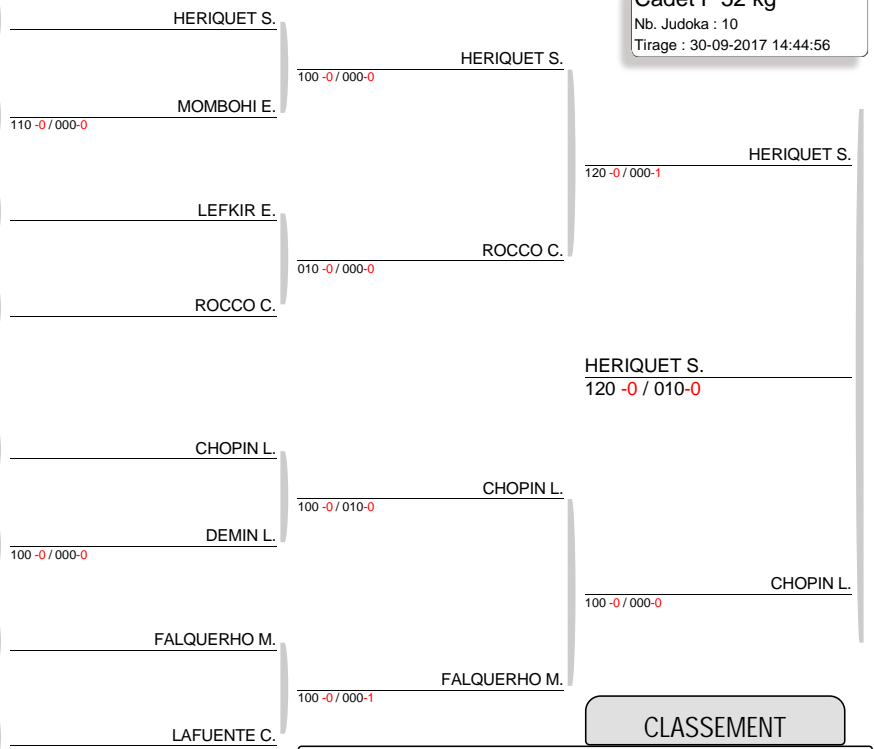 Cadet F 52 kg
Nb. Judoka : 10
Tirage : 30-09-2017 14:44:56
HERIQUET S.
HERIQUET S.
100 -0 / 000-0
MOMBOHI E.
110 -0 / 000-0
HERIQUET S.
120 -0 / 000-1
LEFKIR E.
ROCCO C.
010 -0 / 000-0
ROCCO C.
HERIQUET S.
120 -0 / 010-0
CHOPIN L.
CHOPIN L.
100 -0 / 010-0
DEMIN L.
100 -0 / 000-0
CHOPIN L.
100 -0 / 000-0
FALQUERHO M.
FALQUERHO M.
100 -0 / 000-1
LAFUENTE C.
CLASSEMENT